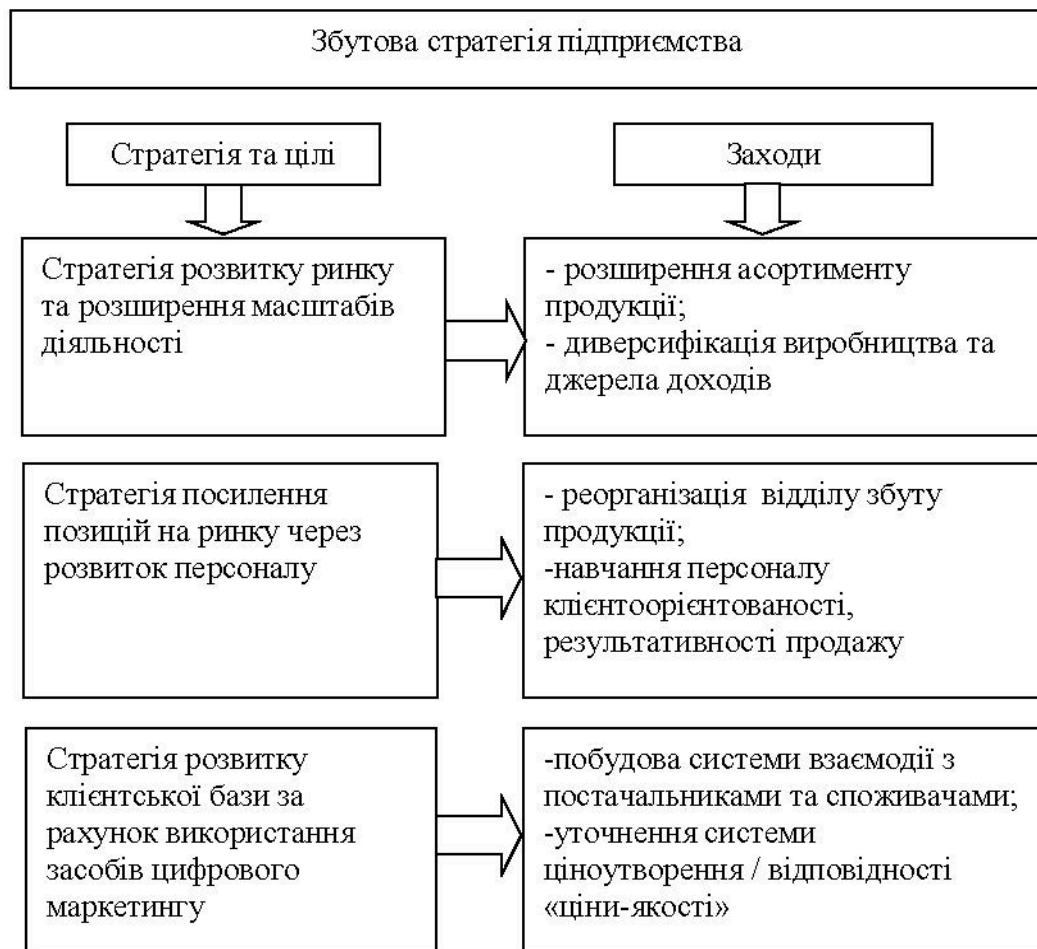 Збутова стратегія підприємства
Стратегія та цілі
Заходи
Стратегія розвитку ринку
та розширення масштабів
діяльності
- розширення асортименту
продукції;
- диверсифікація виробництва та
джерела доходів
Стратегія посилення
позицій на ринку через
розвиток персоналу
- реорганізація відділу збуту
продукції;
-навчання персоналу
клієнтоорієнтованості,
результативності продажу
Стратегія розвитку
клієнтської бази за
рахунок використання
засобів цифрового
маркетингу
-побудова системи взаємодії з
постачальниками та споживачами;
-уточнення системи
ціноутворення / відповідності
«ціни-якості»